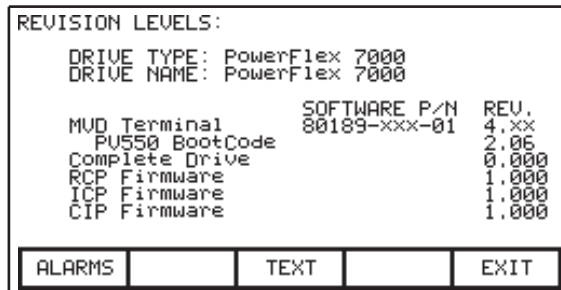 REVISION LEVELS:
DRIVE TYPE: PowerFlex 7000
DRIVE NAME: PowerFlex 7000
SOFTWARE P/N REV.
MVD Terminal 80189-xxx-01 4.xx
PV550 BootCode 2.06
Complete Drive 0.000
RCP Firmware 1.000
ICP Firmware 1.000
CIP Firmware 1.000
ALARMS TEXT EXIT